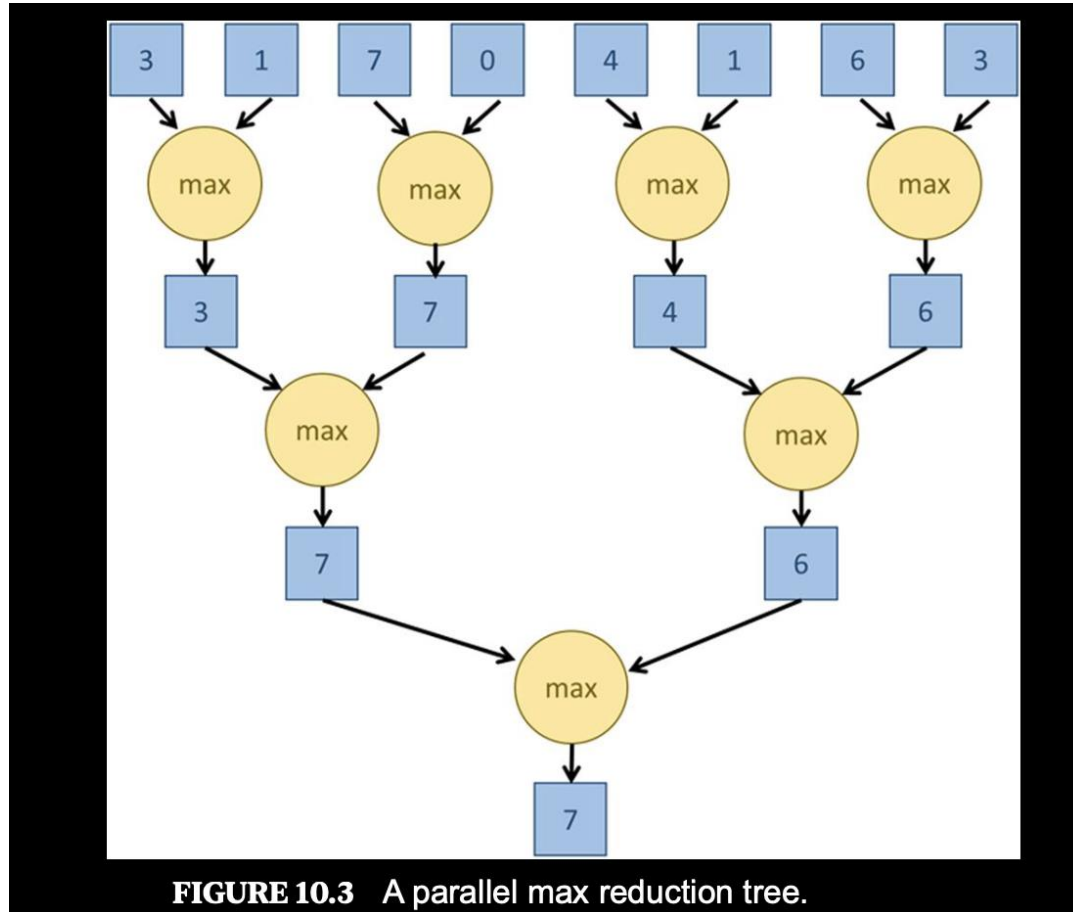 3 1 7 0 4 1 6 3
max max max max
3 7 4 6
max max
7 6
max
7
FIGURE 10.3 A parallel max reduction tree.